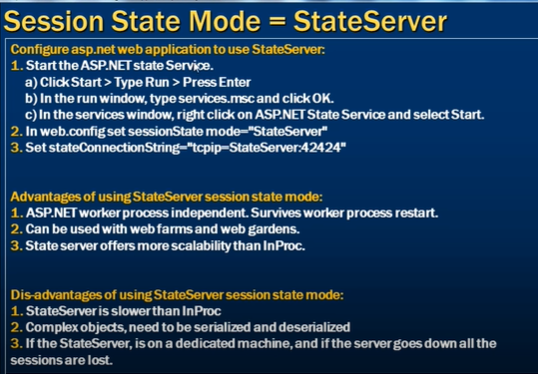 Session State Mode = StateServer
Configure asp.net web application to use StateServer:
1. Start the ASP.NET state Service.
a) Click Start > Type Run > Press Enter
b) In the run window, type services.msc and click OK.
c) In the services window, right click on ASP.NET State Service and select Start.
2. In web.config set sessionState mode="StateServer"
3. Set stateConnectionString="tcpip=StateServer:42424"
Advantages of using StateServer session state mode:
1. ASP.NET worker process independent. Survives worker process restart.
2. Can be used with web farms and web gardens.
3. State server offers more scalability than InProc.
Dis-advantages of using StateServer session state mode:
1. StateServer is slower than InProc
2. Complex objects, need to be serialized and deserialized
3. If the StateServer, is on a dedicated machine, and if the server goes down all the
sessions are lost.